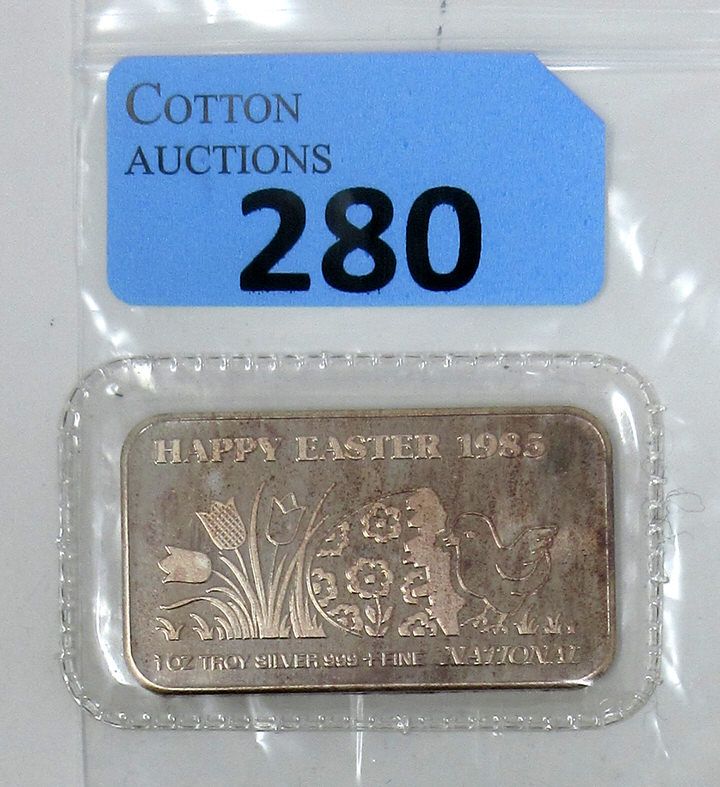 COTTON
AUCTIONS
280
HAPPY EASTER 1985
1 OZ TROY SILVER 999 + FINE NATIONAL